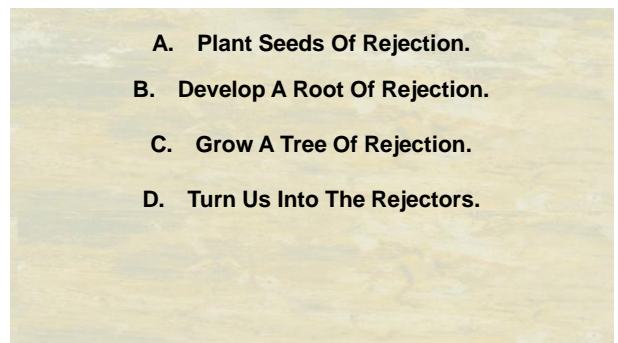 A. Plant Seeds Of Rejection.
B. Develop A Root Of Rejection.
C. Grow A Tree Of Rejection.
D. Turn Us Into The Rejectors.